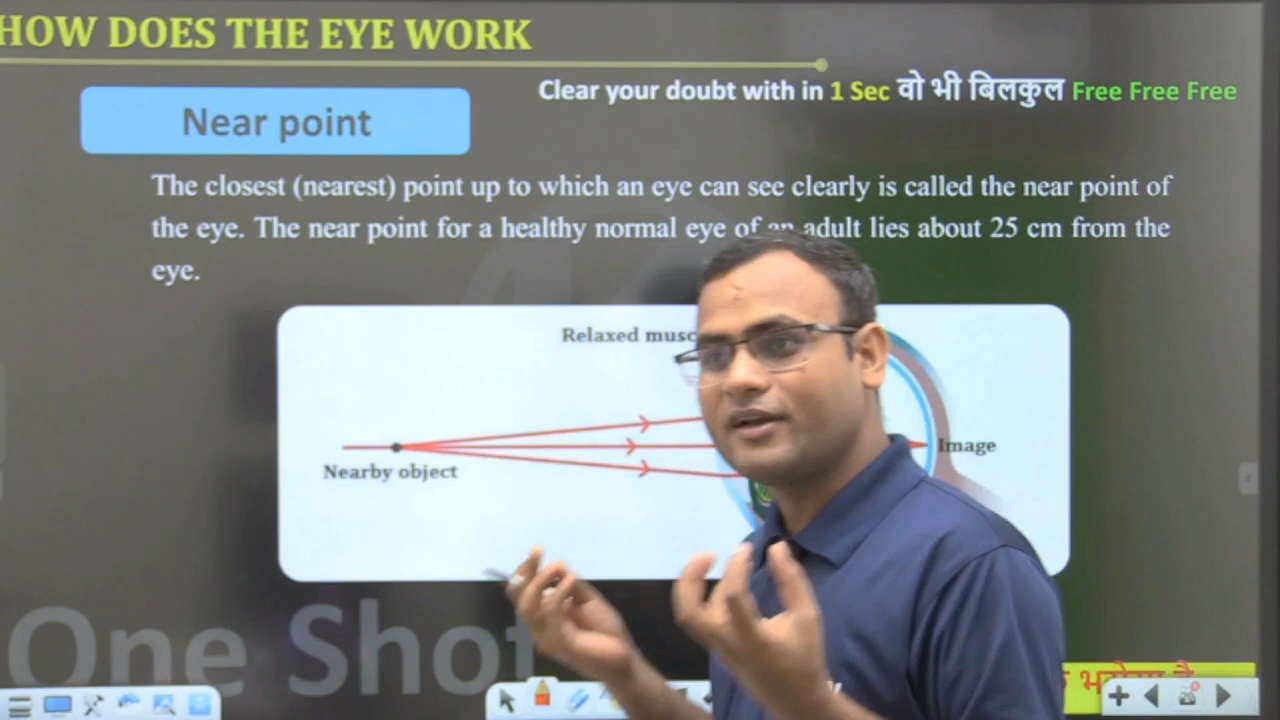 HOW DOES THE EYE WORK
Clear your doubt with in 1 Sec वो भी बिलकुल Free Free Free
Near point
The closest (nearest) point up to which an eye can see clearly is called the near point of
the eye. The near point for a healthy normal eye of an adult lies about 25 cm from the
eye.
Relaxed musc
Image
Nearby object
One Shot